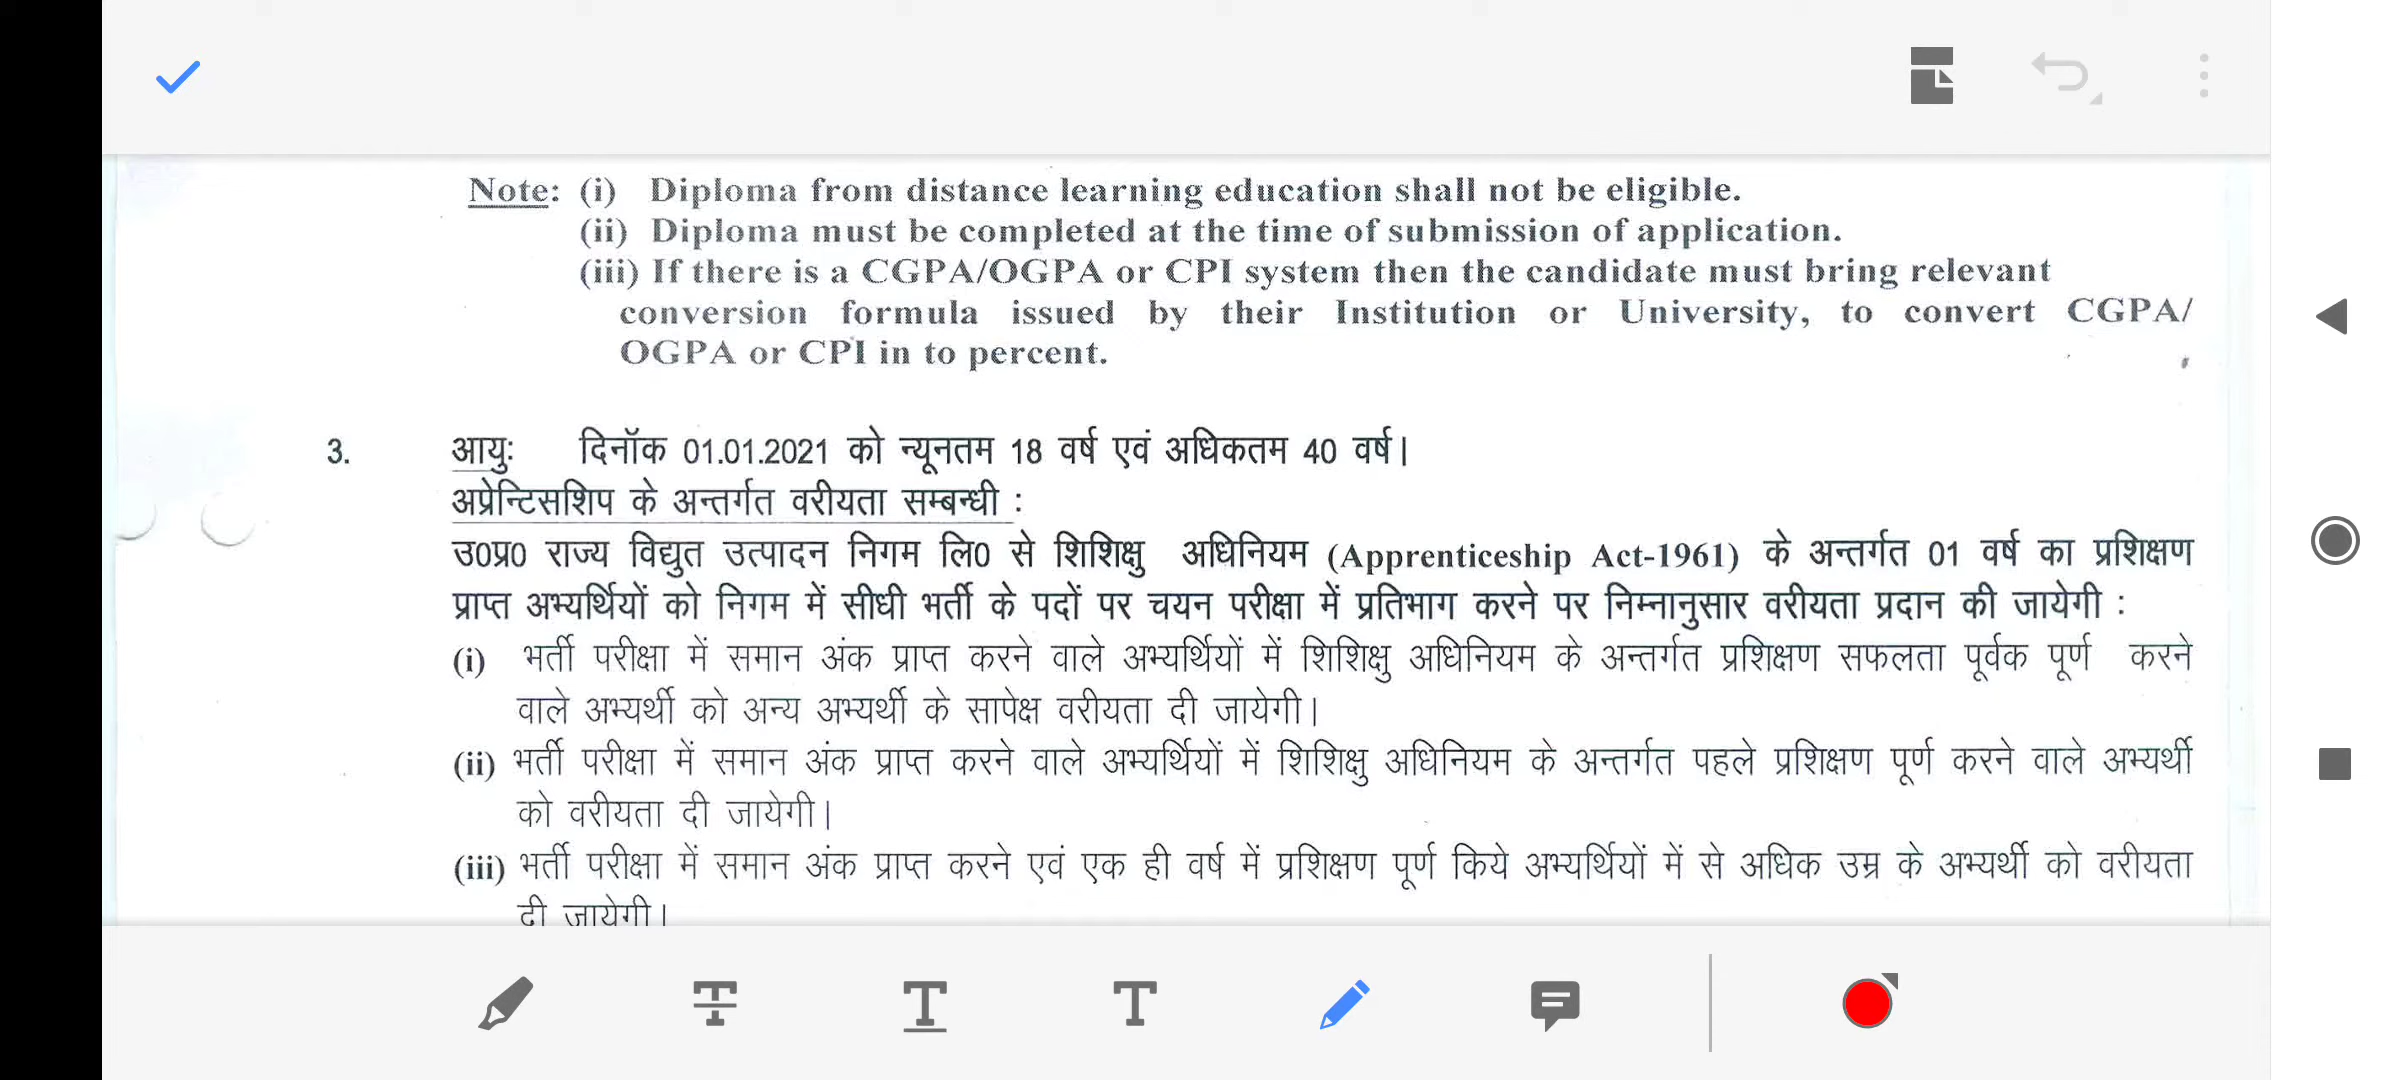 Note: (i) Diploma from distance learning education shall not be eligible.
(ii) Diploma must be completed at the time of submission of application.
(iii) If there is a CGPA/OGPA or CPI system then the candidate must bring relevant
conversion formula issued by their Institution or University, to convert CGPA/
OGPA or CPI in to percent.
3. आयुः दिनॉक 01.01.2021 को न्यूनतम 18 वर्ष एवं अधिकतम 40 वर्ष।
अप्रेन्टिसशिप के अन्तर्गत वरीयता सम्बन्धी :
उ0प्र0 राज्य विद्युत उत्पादन निगम लि0 से शिशिक्षु अधिनियम (Apprenticeship Act-1961) के अन्तर्गत 01 वर्ष का प्रशिक्षण
प्राप्त अभ्यर्थियों को निगम में सीधी भर्ती के पदों पर चयन परीक्षा में प्रतिभाग करने पर निम्नानुसार वरीयता प्रदान की जायेगी :
(i) भर्ती परीक्षा में समान अंक प्राप्त करने वाले अभ्यर्थियों में शिशिक्षु अधिनियम के अन्तर्गत प्रशिक्षण सफलता पूर्वक पूर्ण करने
वाले अभ्यर्थी को अन्य अभ्यर्थी के सापेक्ष वरीयता दी जायेगी।
(ii) भर्ती परीक्षा में समान अंक प्राप्त करने वाले अभ्यर्थियों में शिशिक्षु अधिनियम के अन्तर्गत पहले प्रशिक्षण पूर्ण करने वाले अभ्यर्थी
को वरीयता दी जायेगी।
(iii) भर्ती परीक्षा में समान अंक प्राप्त करने एवं एक ही वर्ष में प्रशिक्षण पूर्ण किये अभ्यर्थियों में से अधिक उम्र के अभ्यर्थी को वरीयता
दी जायेगी।